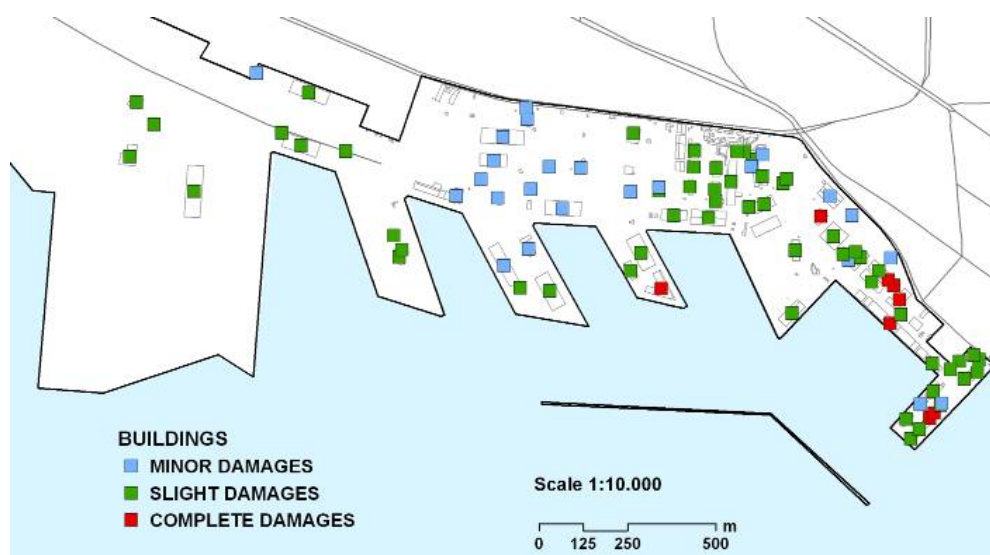 BUILDINGS
MINOR DAMAGES
SLIGHT DAMAGES
COMPLETE DAMAGES
Scale 1:10.000
m
0 125 250 500